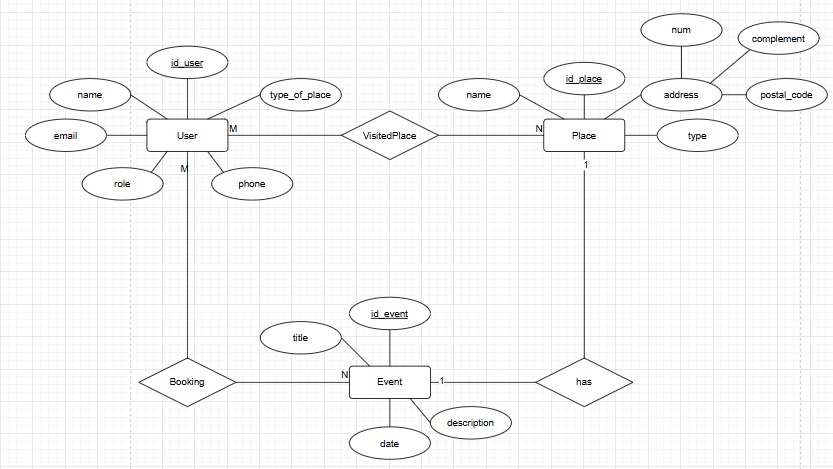 num
complement
id_user
id_place
name
type_of_place
name
address
postal_code
email
User
M
VisitedPlace
N
Place
type
M
1
role
phone
id_event
title
N
Booking
Event
1
has
description
date